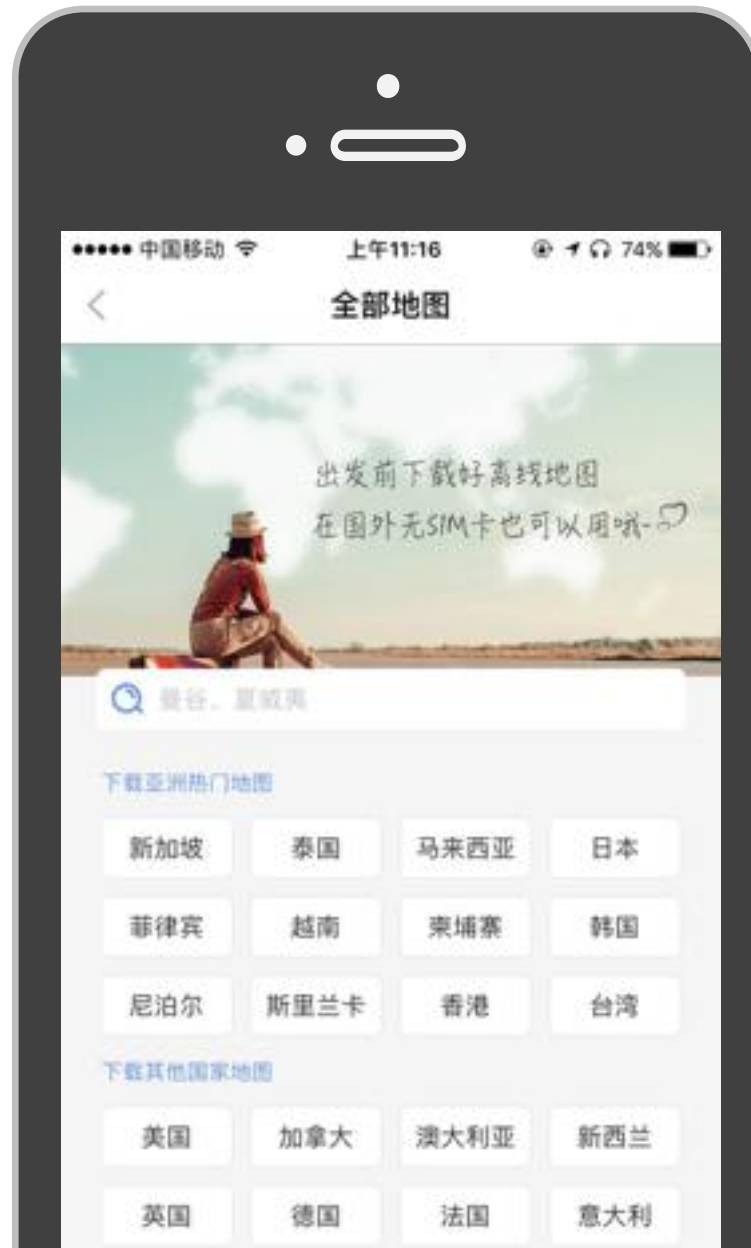 中国移动 上午11:16 74%
全部地图
出发前下载好离线地图
在国外无SIM卡也可以用哦~
曼谷、夏威夷
下载亚洲热门地图
新加坡 泰国 马来西亚 日本
菲律宾 越南 柬埔寨 韩国
尼泊尔 斯里兰卡 香港 台湾
下载其他国家地图
美国 加拿大 澳大利亚 新西兰
英国 德国 法国 意大利